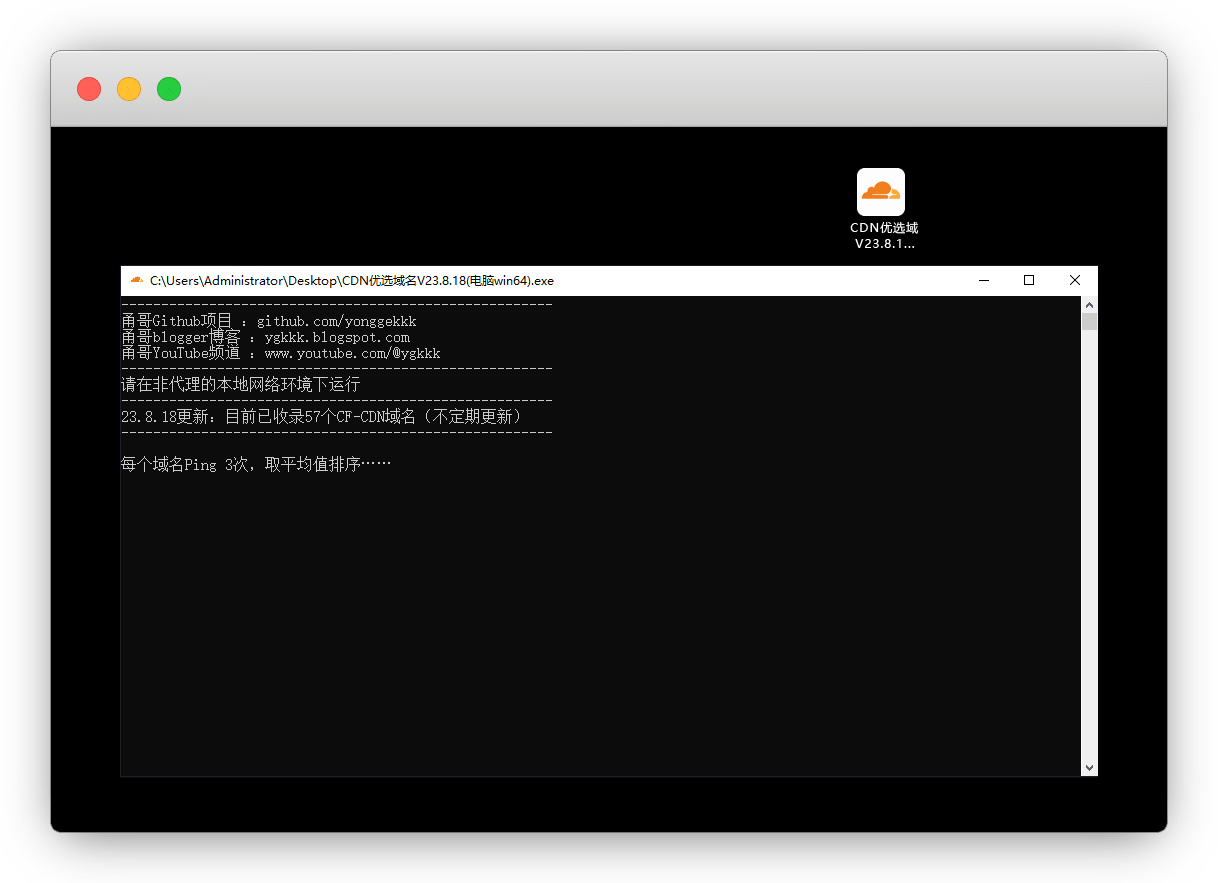 CDN优选域
V23.8.1...
C:\Users\Administrator\Desktop\CDN优选域名V23.8.18(电脑win64).exe
------------------------------------------------------
甬哥Github项目 ：github.com/yonggekkk
甬哥blogger博客 ：ygkkk.blogspot.com
甬哥YouTube频道 ：www.youtube.com/@ygkkk
------------------------------------------------------
请在非代理的本地网络环境下运行
------------------------------------------------------
23.8.18更新：目前已收录57个CF-CDN域名（不定期更新）
------------------------------------------------------
每个域名Ping 3次，取平均值排序……